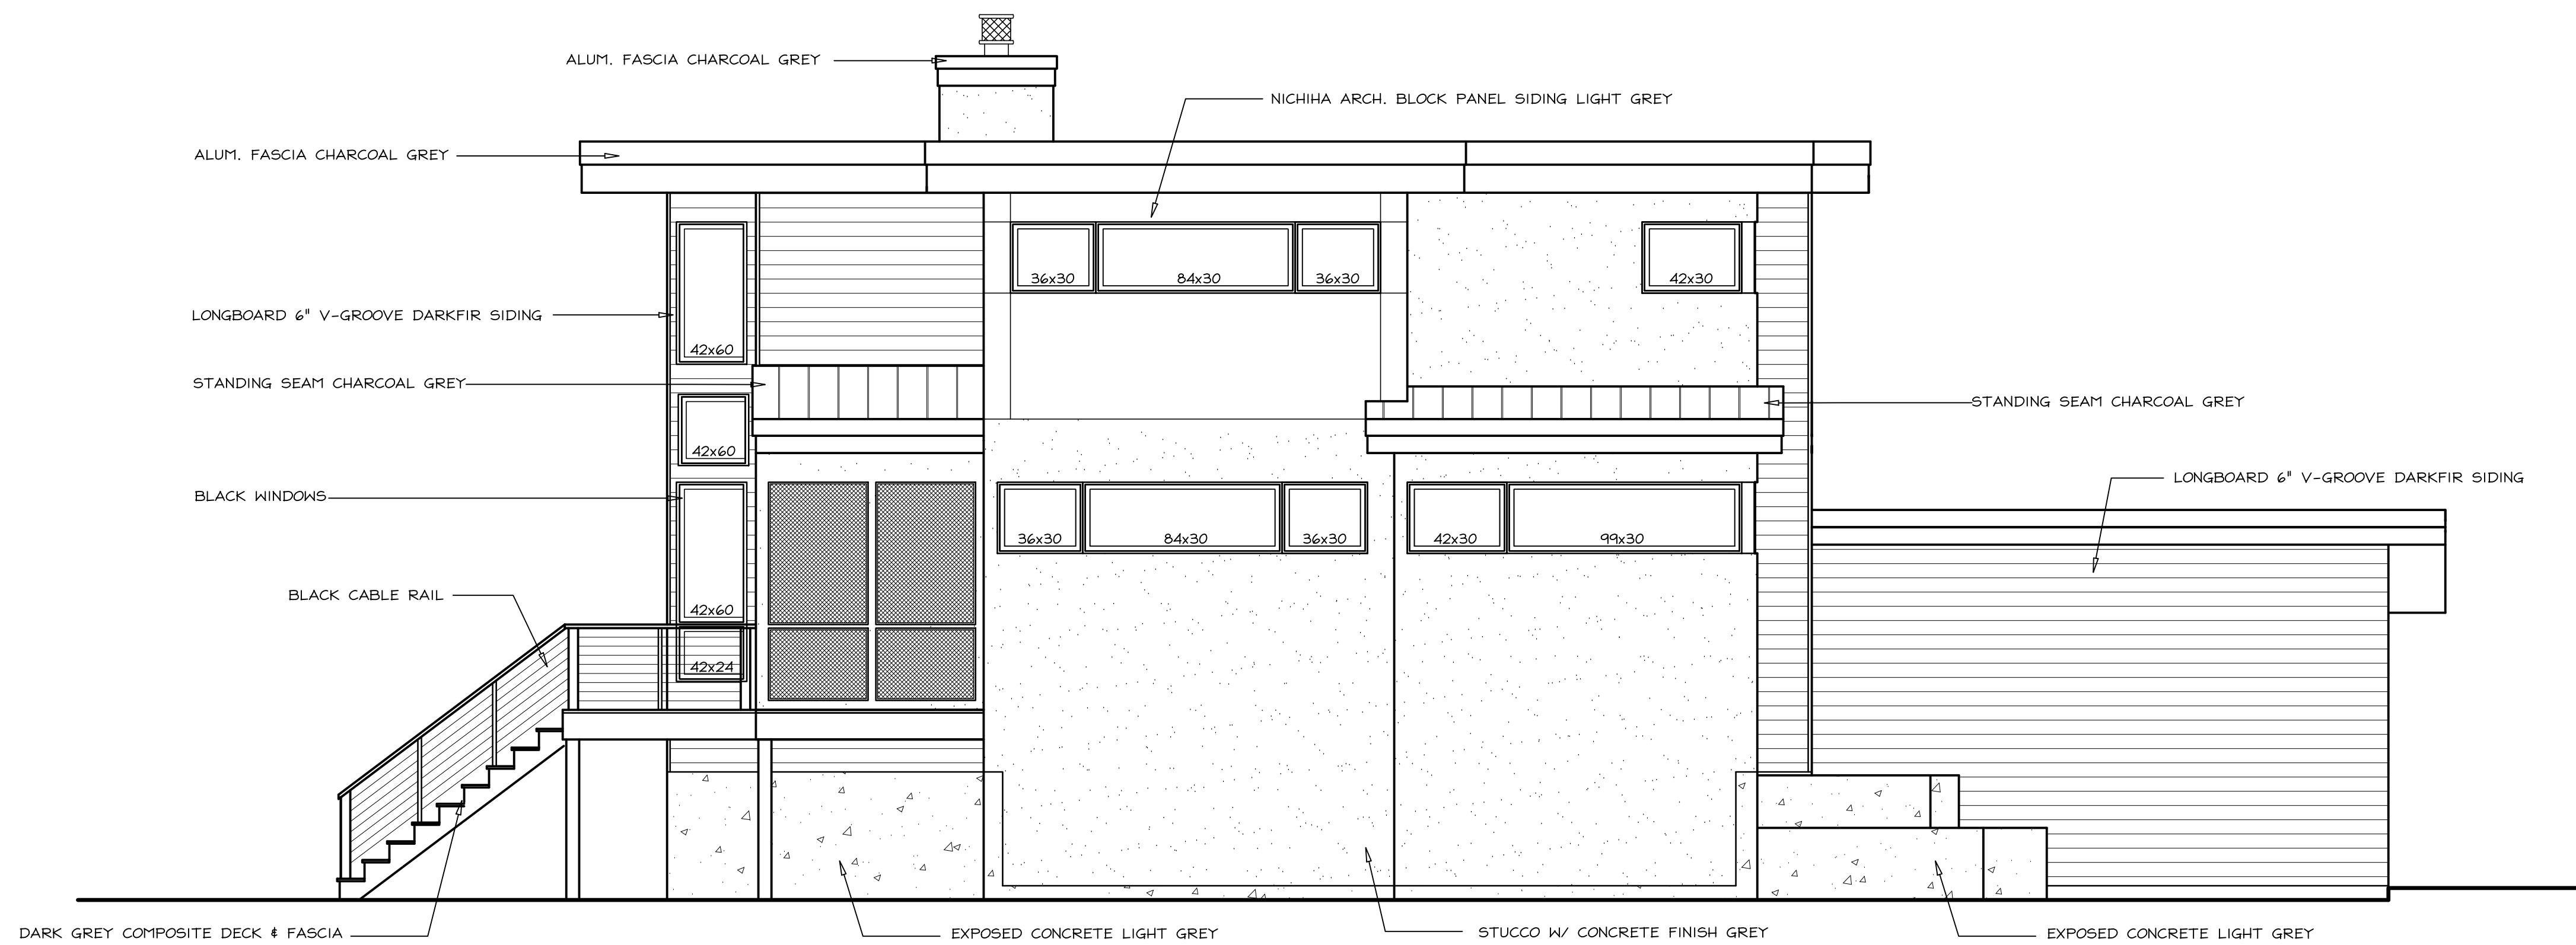 ALUM. FASCIA CHARCOAL GREY
NICHIHA ARCH. BLOCK PANEL SIDING LIGHT GREY
ALUM. FASCIA CHARCOAL GREY
36x30
84x30
36x30
42x30
LONGBOARD 6" V-GROOVE DARKFIR SIDING
42x60
STANDING SEAM CHARCOAL GREY
STANDING SEAM CHARCOAL GREY
42x60
LONGBOARD 6" V-GROOVE DARKFIR SIDING
BLACK WINDOWS
36x30
84x30
36x30
42x30
99x30
BLACK CABLE RAIL
42x60
42x24
DARK GREY COMPOSITE DECK & FASCIA
EXPOSED CONCRETE LIGHT GREY
STUCCO W/ CONCRETE FINISH GREY
EXPOSED CONCRETE LIGHT GREY